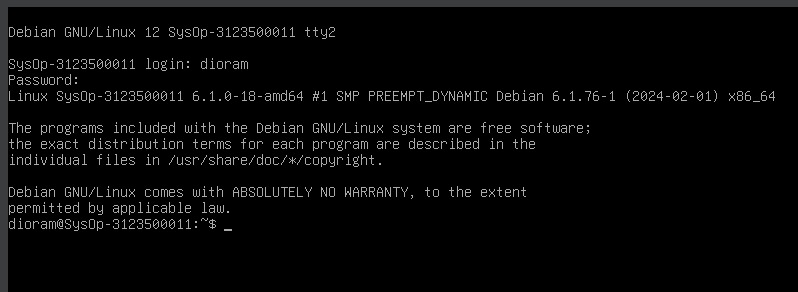 Debian GNU/Linux 12 SysOp-3123500011 tty2
SysOp-3123500011 login: dioram
Password:
Linux SysOp-3123500011 6.1.0-18-amd64 #1 SMP PREEMPT_DYNAMIC Debian 6.1.76-1 (2024-02-01) x86_64
The programs included with the Debian GNU/Linux system are free software;
the exact distribution terms for each program are described in the
individual files in /usr/share/doc/*/copyright.
Debian GNU/Linux comes with ABSOLUTELY NO WARRANTY, to the extent
permitted by applicable law.
dioram@SysOp-3123500011:~$ _